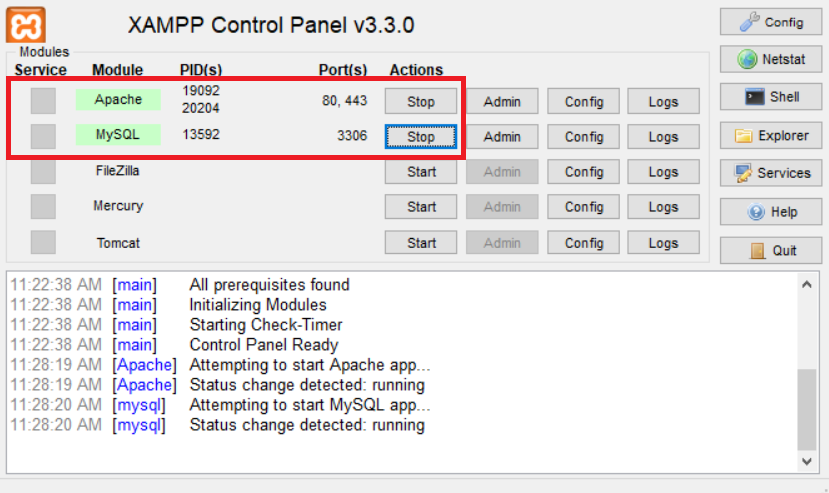 XAMPP Control Panel v3.3.0
Modules
Service Module PID(s) Port(s) Actions
Apache 19092 20204 80, 443 Stop Admin Config Logs
MySQL 13592 3306 Stop Admin Config Logs
FileZilla Start Admin Config Logs
Mercury Start Admin Config Logs
Tomcat Start Admin Config Logs
Config
Netstat
Shell
Explorer
Services
Help
Quit
11:22:38 AM [main] All prerequisites found
11:22:38 AM [main] Initializing Modules
11:22:38 AM [main] Starting Check-Timer
11:22:38 AM [main] Control Panel Ready
11:28:19 AM [Apache] Attempting to start Apache app...
11:28:19 AM [Apache] Status change detected: running
11:28:20 AM [mysql] Attempting to start MySQL app...
11:28:20 AM [mysql] Status change detected: running